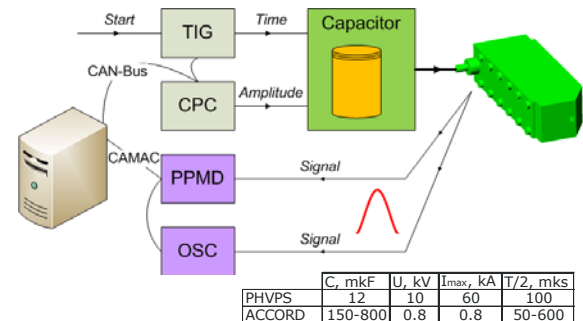 Start
TIG
Time
Capacitor
CAN-Bus
CPC
Amplitude
CAMAC
PPMD
Signal
OSC
Signal
C, mkF U, kV Imax, kA T/2, mks
PHVPS 12 10 60 100
ACCORD 150-800 0.8 0.8 50-600